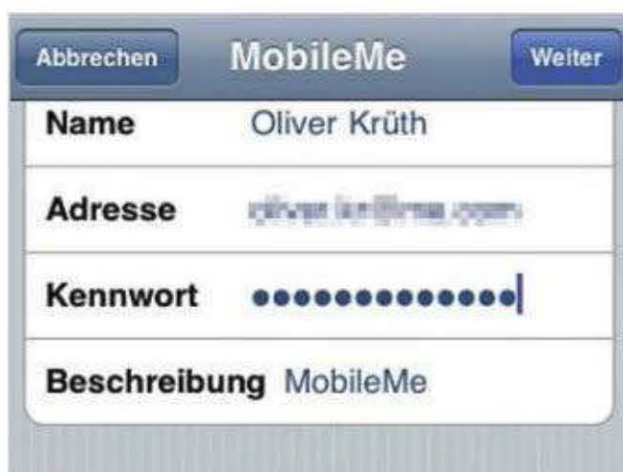 Abbrechen MobileMe Weiter
Name Oliver Krüth
Adresse
Kennwort •••••••••••••
Beschreibung MobileMe